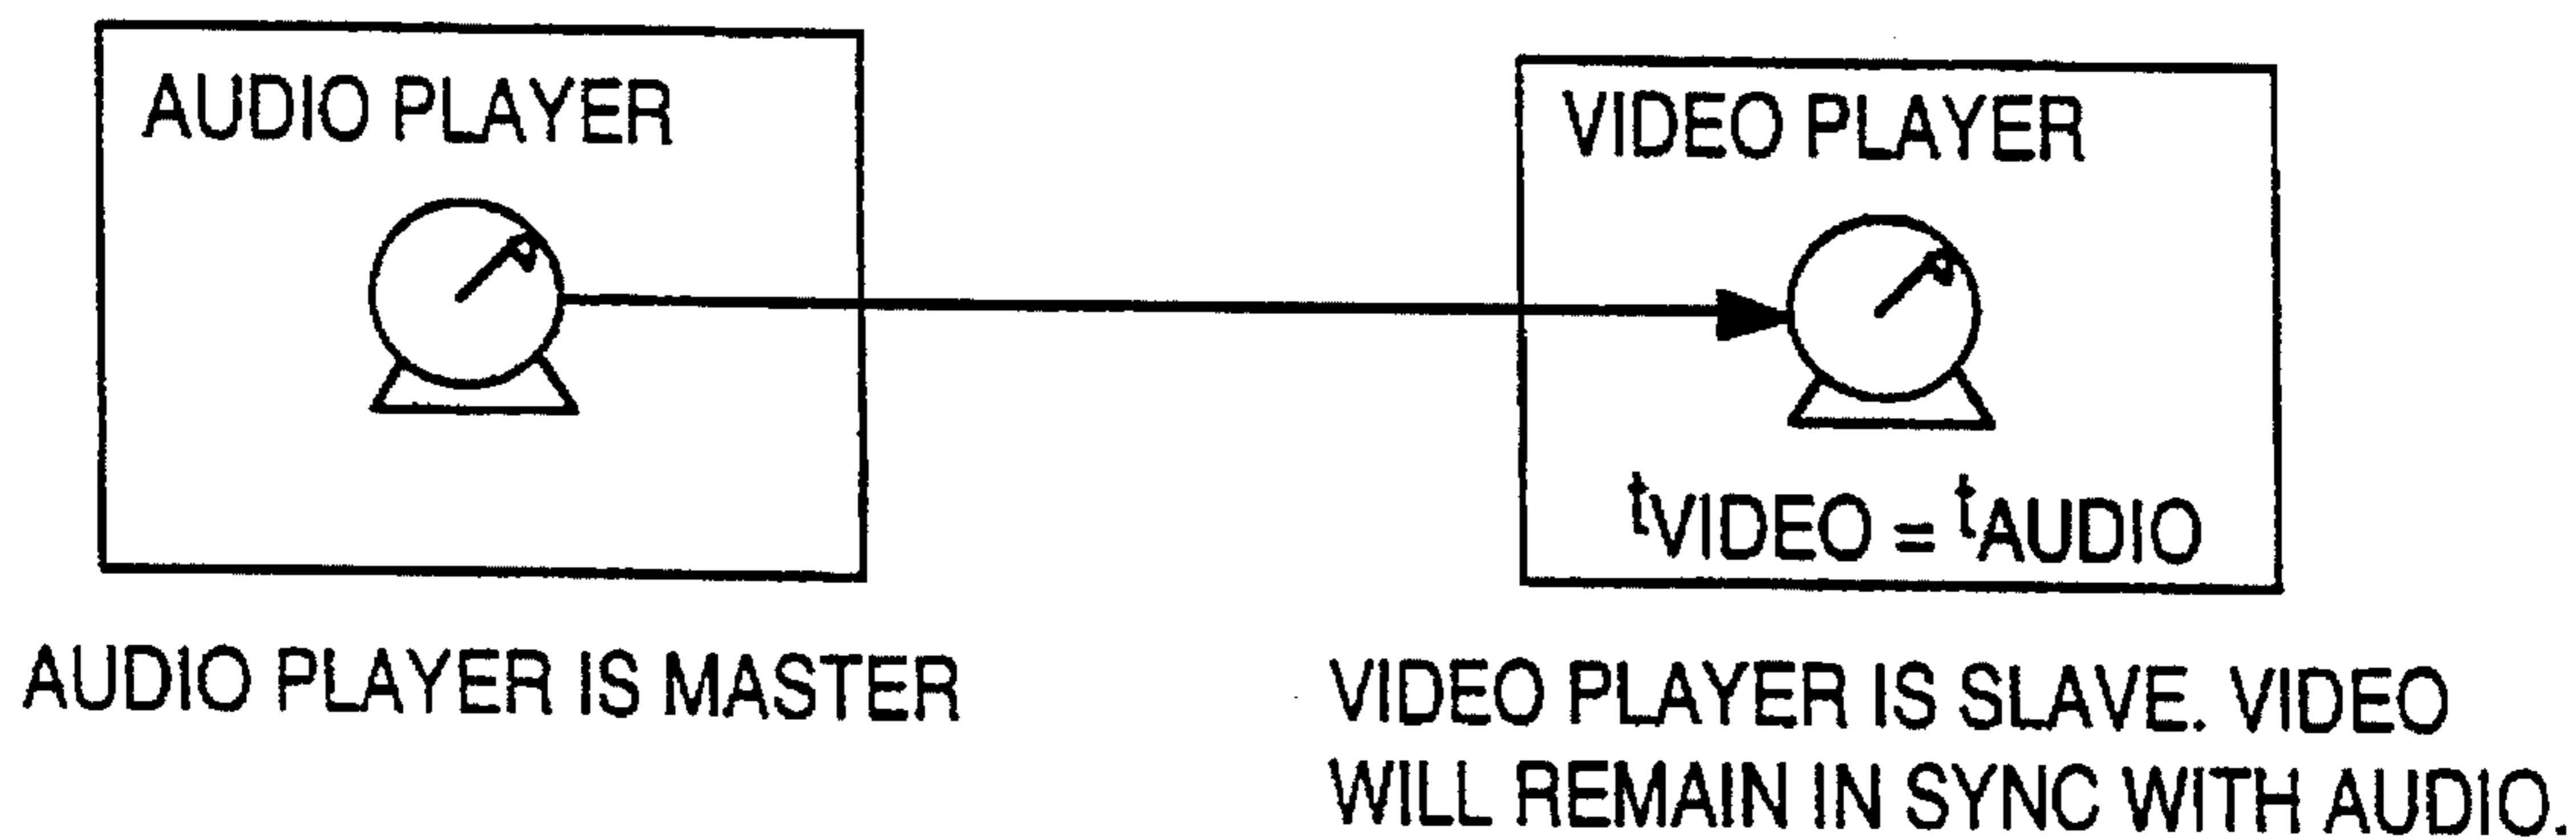 AUDIO PLAYER
VIDEO PLAYER
tVIDEO = tAUDIO
AUDIO PLAYER IS MASTER
VIDEO PLAYER IS SLAVE. VIDEO
WILL REMAIN IN SYNC WITH AUDIO.